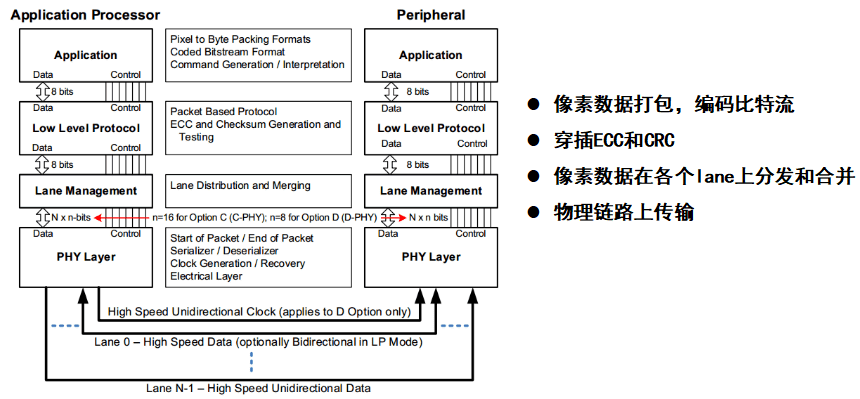 Application Processor
Peripheral
Application
Data
Control
8 bits
Low Level Protocol
Data
Control
8 bits
Lane Management
Data
Control
N x n-bits
PHY Layer
Pixel to Byte Packing Formats
Coded Bitstream Format
Command Generation / Interpretation
Packet Based Protocol
ECC and Checksum Generation and
Testing
Lane Distribution and Merging
n=16 for Option C (C-PHY); n=8 for Option D (D-PHY)
Start of Packet / End of Packet
Serializer / Deserializer
Clock Generation / Recovery
Electrical Layer
Application
Data
Control
8 bits
Low Level Protocol
Data
Control
8 bits
Lane Management
Data
Control
N x n bits
PHY Layer
High Speed Unidirectional Clock (applies to D Option only)
Lane 0 – High Speed Data (optionally Bidirectional in LP Mode)
Lane N-1 – High Speed Unidirectional Data
● 像素数据打包，编码比特流
● 穿插ECC和CRC
● 像素数据在各个lane上分发和合并
● 物理链路上传输